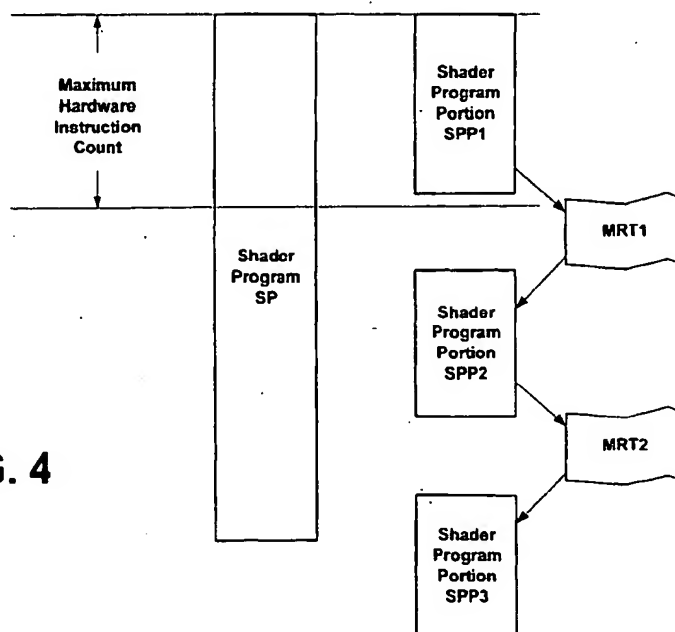 Maximum
Hardware
Instruction
Count
Shader
Program
SP
Shader
Program
Portion
SPP1
MRT1
Shader
Program
Portion
SPP2
MRT2
Shader
Program
Portion
SPP3
G. 4